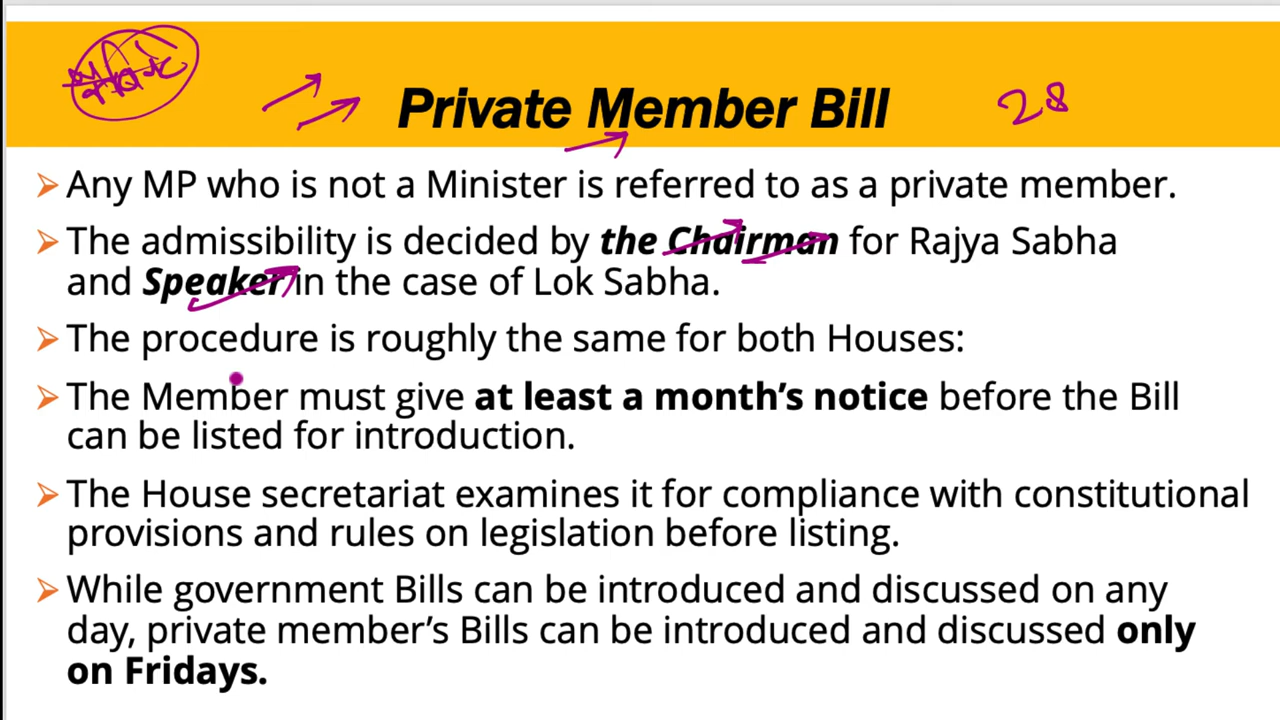 Private Member Bill
28
➢ Any MP who is not a Minister is referred to as a private member.
➢ The admissibility is decided by the Chairman for Rajya Sabha
and Speaker in the case of Lok Sabha.
➢ The procedure is roughly the same for both Houses:
➢ The Member must give at least a month’s notice before the Bill
can be listed for introduction.
➢ The House secretariat examines it for compliance with constitutional
provisions and rules on legislation before listing.
➢ While government Bills can be introduced and discussed on any
day, private member’s Bills can be introduced and discussed only
on Fridays.